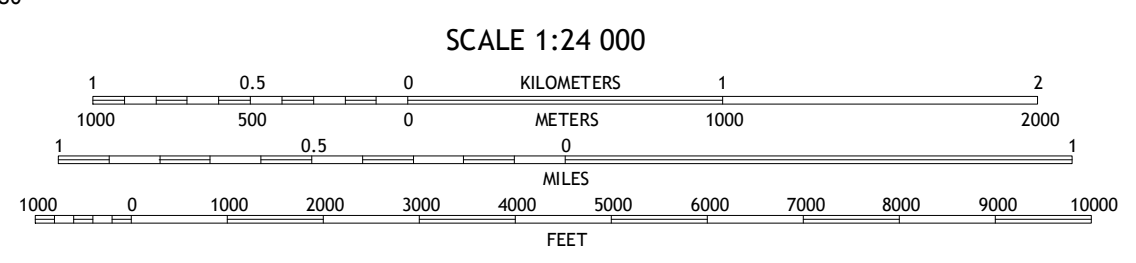 SCALE 1:24 000
1 0.5 0 KILOMETERS 1 2
1000 500 0 METERS 1000 2000
1 0.5 0 1
MILES
1000 0 1000 2000 3000 4000 5000 6000 7000 8000 9000 10000
FEET